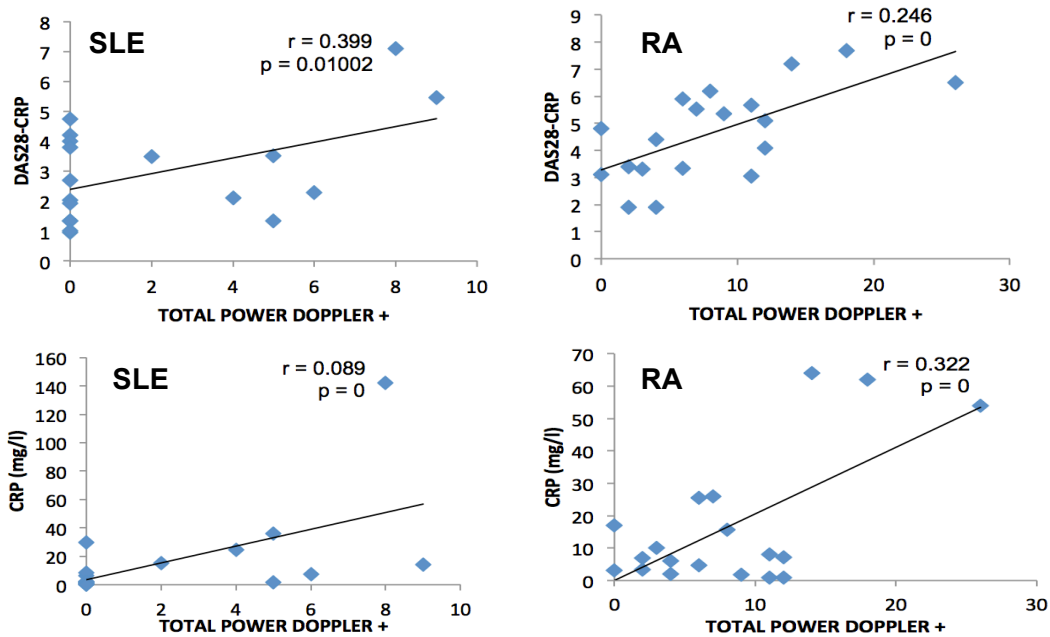 SLE
r = 0.399
p = 0.01002
DAS28-CRP
8
7
6
5
4
3
2
1
0
0 2 4 6 8 10
TOTAL POWER DOPPLER +
RA
r = 0.246
p = 0
DAS28-CRP
9
8
7
6
5
4
3
2
1
0
0 10 20 30
TOTAL POWER DOPPLER +
SLE
r = 0.089
p = 0
CRP (mg/l)
160
140
120
100
80
60
40
20
0
0 2 4 6 8 10
TOTAL POWER DOPPLER +
RA
r = 0.322
p = 0
CRP (mg/l)
70
60
50
40
30
20
10
0
0 10 20 30
TOTAL POWER DOPPLER +